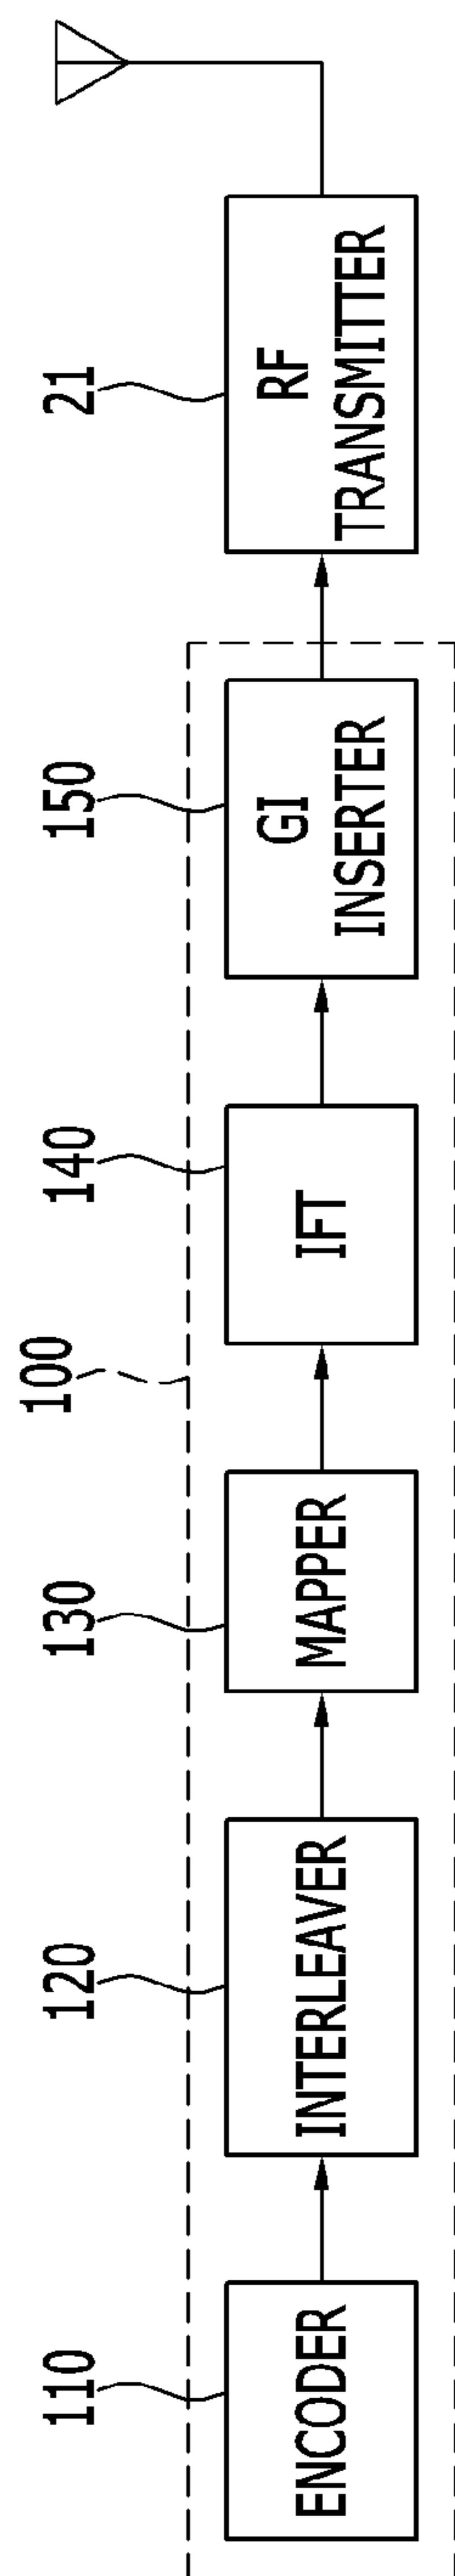 100
110
120
130
140
150
21
ENCODER
INTERLEAVER
MAPPER
IFT
GI
INSERTER
RF
TRANSMITTER